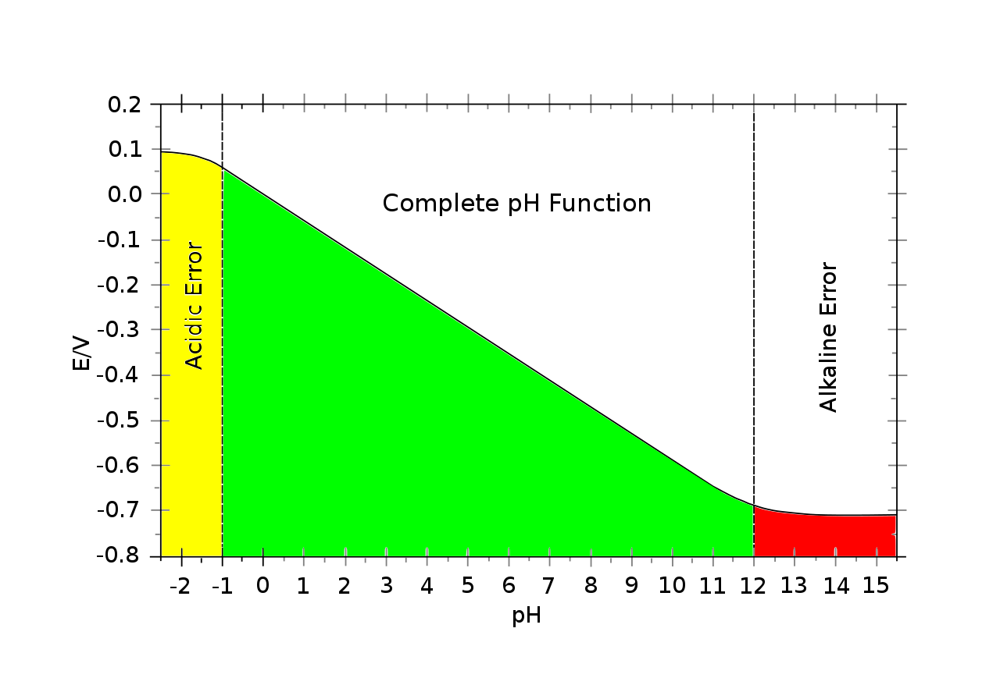 0.2
0.1
0.0
-0.1
-0.2
-0.3
-0.4
-0.5
-0.6
-0.7
-0.8
E/V
Acidic Error
Complete pH Function
Alkaline Error
-2 -1 0 1 2 3 4 5 6 7 8 9 10 11 12 13 14 15
pH